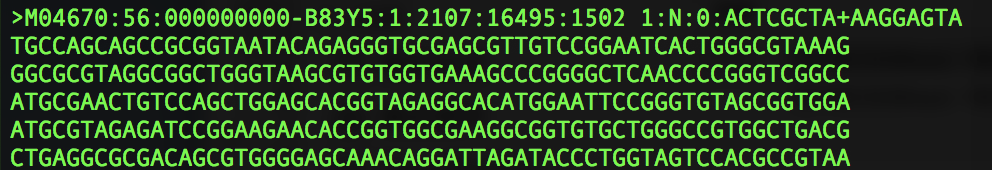 >M04670:56:000000000-B83Y5:1:2107:16495:1502 1:N:0:ACTCGCTA+AAGGAGTA
TGCCAGCAGCCGCGGTAATACAGAGGGTGCGAGCGTTGTCCGGAATCACTGGGCGTAAAG
GGCGCGTAGGCGGCTGGGTAAGCGTGTGGTGAAAGCCCGGGGCTCAACCCCGGGTCGGCC
ATGCGAACTGTCCAGCTGGAGCACGGTAGAGGCACATGGAATTCCGGGTGTAGCGGTGGA
ATGCGTAGAGATCCGGAAGAACACCGGTGGCGAAGGCGGTGTGCTGGGCCGTGGCTGACG
CTGAGGCGCGACAGCGTGGGGAGCAAACAGGATTAGATACCCTGGTAGTCCACGCCGTAA